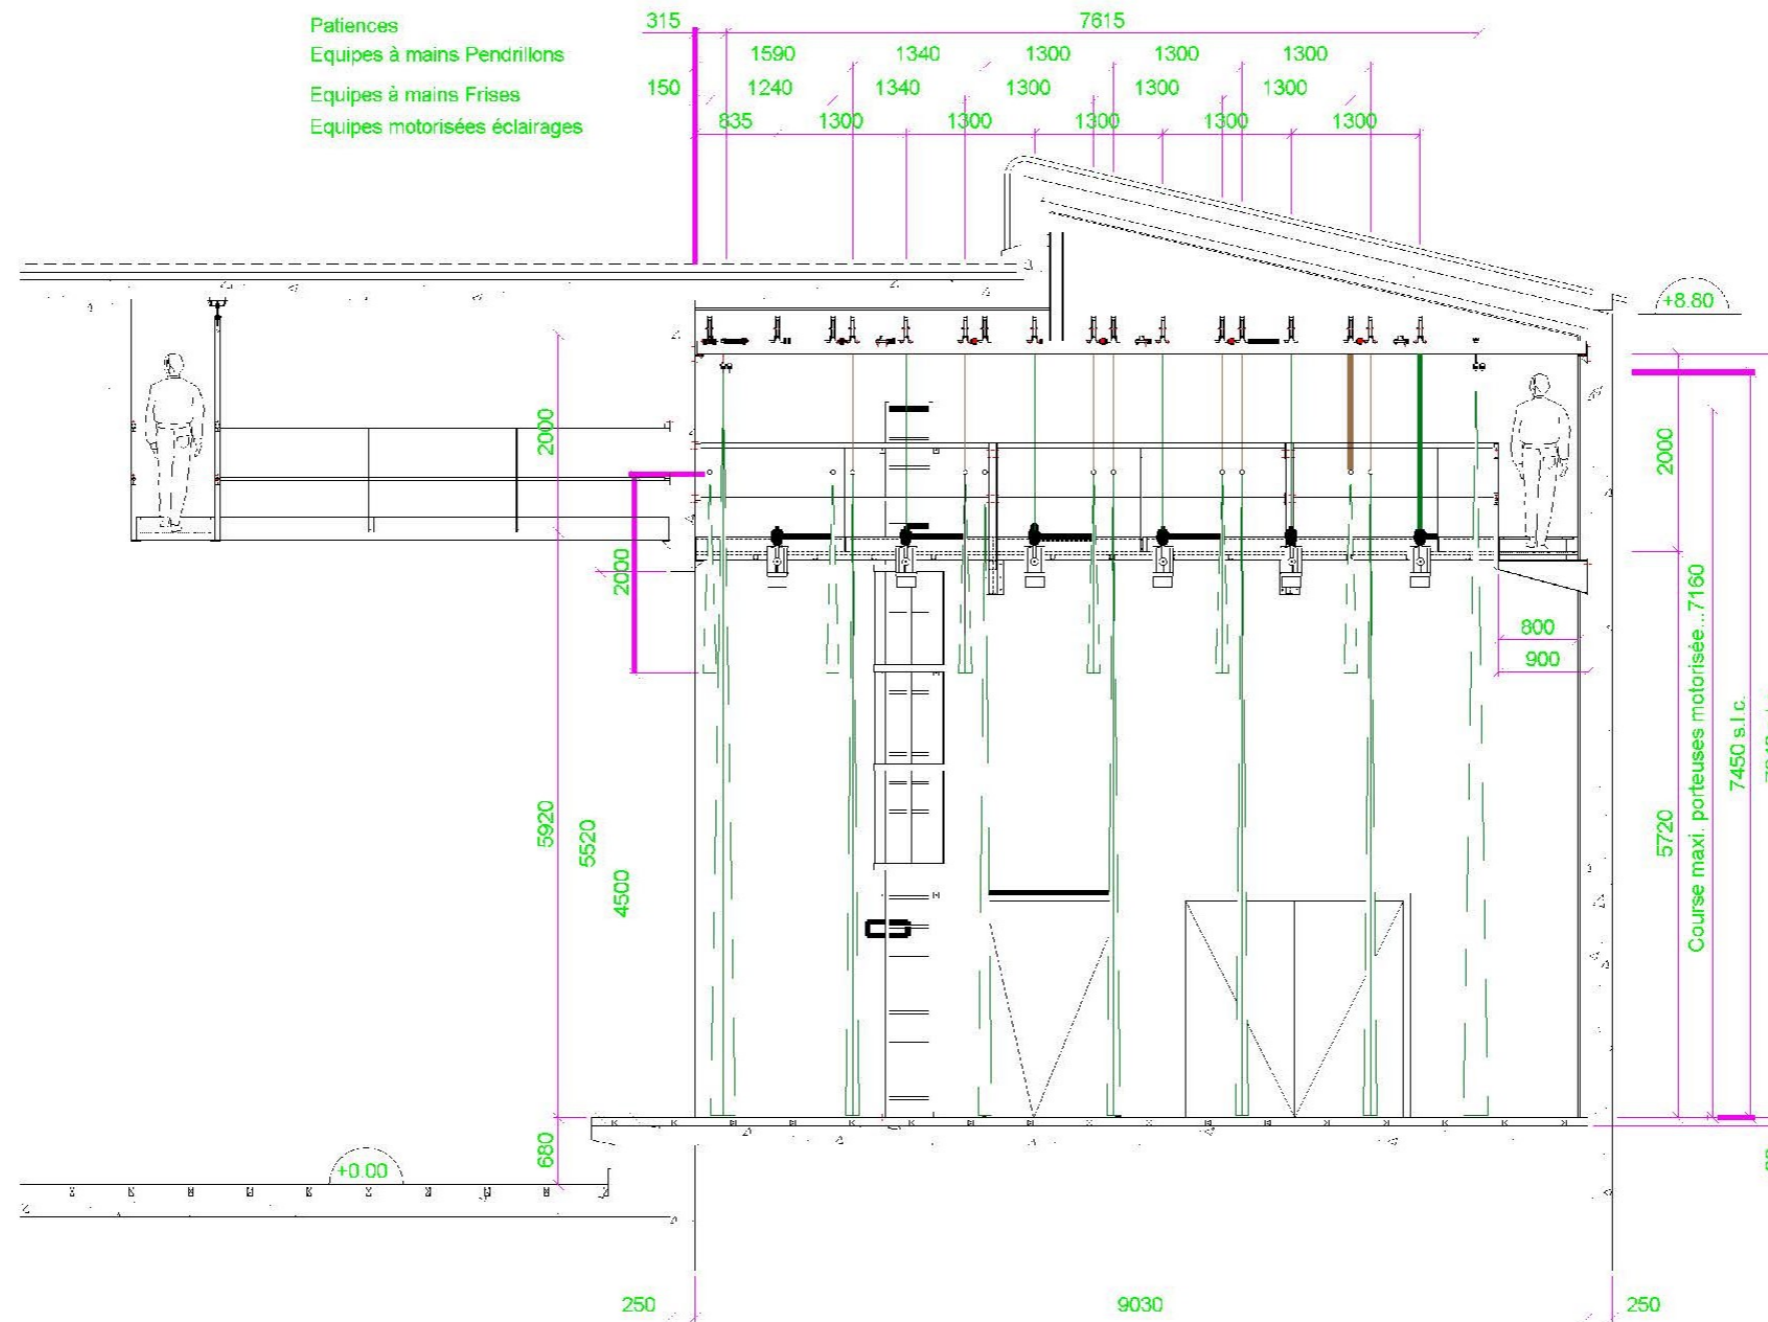 Patiences 315 7615
Equipes à mains Pendrillons 1590 1340 1300 1300 1300
Equipes à mains Frises 150 1240 1340 1300 1300 1300
Equipes motorisées éclairages 835 1300 1300 1300 1300 1300
+8.80
2000
2000
2000
800
900
Course maxi. porteuses motorisée...7160
7450 s.l.c.
5720
5920
5520
4500
680
+0.00
250 9030 250